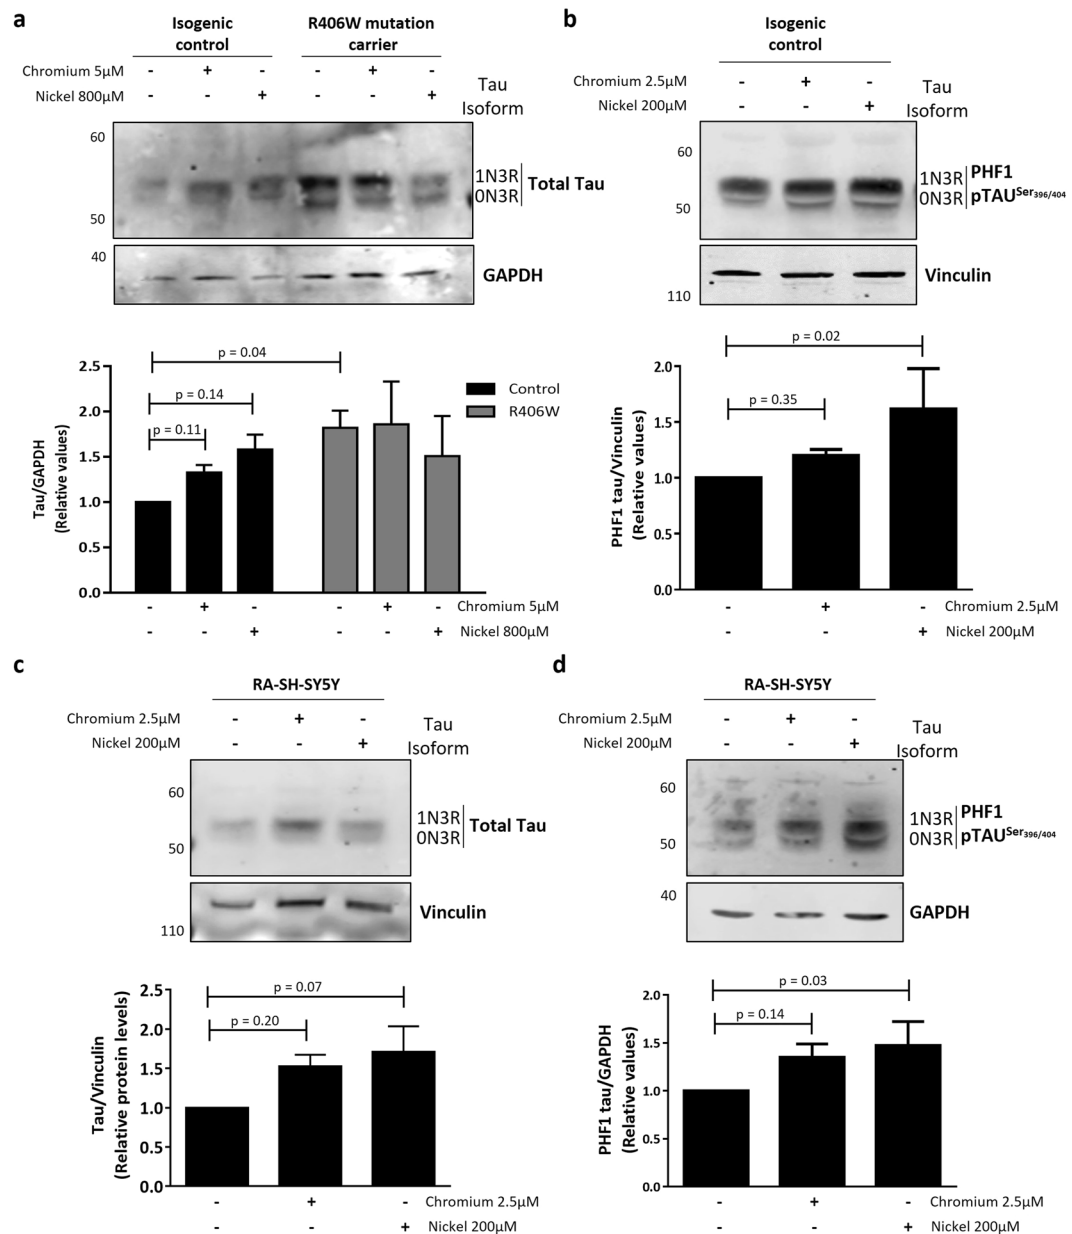 a
Isogenic control
R406W mutation carrier
Chromium 5µM - + - - + -
Nickel 800µM - - + - - +
Tau Isoform
60
50
1N3R
0N3R
Total Tau
40
GAPDH
2.5
2.0
1.5
1.0
0.5
0.0
Tau/GAPDH
(Relative values)
p = 0.04
p = 0.14
p = 0.11
Control
R406W
- + - - + - Chromium 5µM
- - + - - + Nickel 800µM
b
Isogenic control
Chromium 2.5µM - + -
Nickel 200µM - - +
Tau Isoform
60
50
1N3R
0N3R
PHF1
pTAUSer396/404
Vinculin
110
2.0
1.5
1.0
0.5
0.0
PHF1 tau/Vinculin
(Relative values)
p = 0.02
p = 0.35
- + - Chromium 2.5µM
- - + Nickel 200µM
c
RA-SH-SY5Y
Chromium 2.5µM - + -
Nickel 200µM - - +
Tau Isoform
60
50
1N3R
0N3R
Total Tau
Vinculin
110
2.5
2.0
1.5
1.0
0.5
0.0
Tau/Vinculin
(Relative protein levels)
p = 0.07
p = 0.20
- + - Chromium 2.5µM
- - + Nickel 200µM
d
RA-SH-SY5Y
Chromium 2.5µM - + -
Nickel 200µM - - +
Tau Isoform
60
50
1N3R
0N3R
PHF1
pTAUSer396/404
40
GAPDH
2.0
1.5
1.0
0.5
0.0
PHF1 tau/GAPDH
(Relative values)
p = 0.03
p = 0.14
- + - Chromium 2.5µM
- - + Nickel 200µM